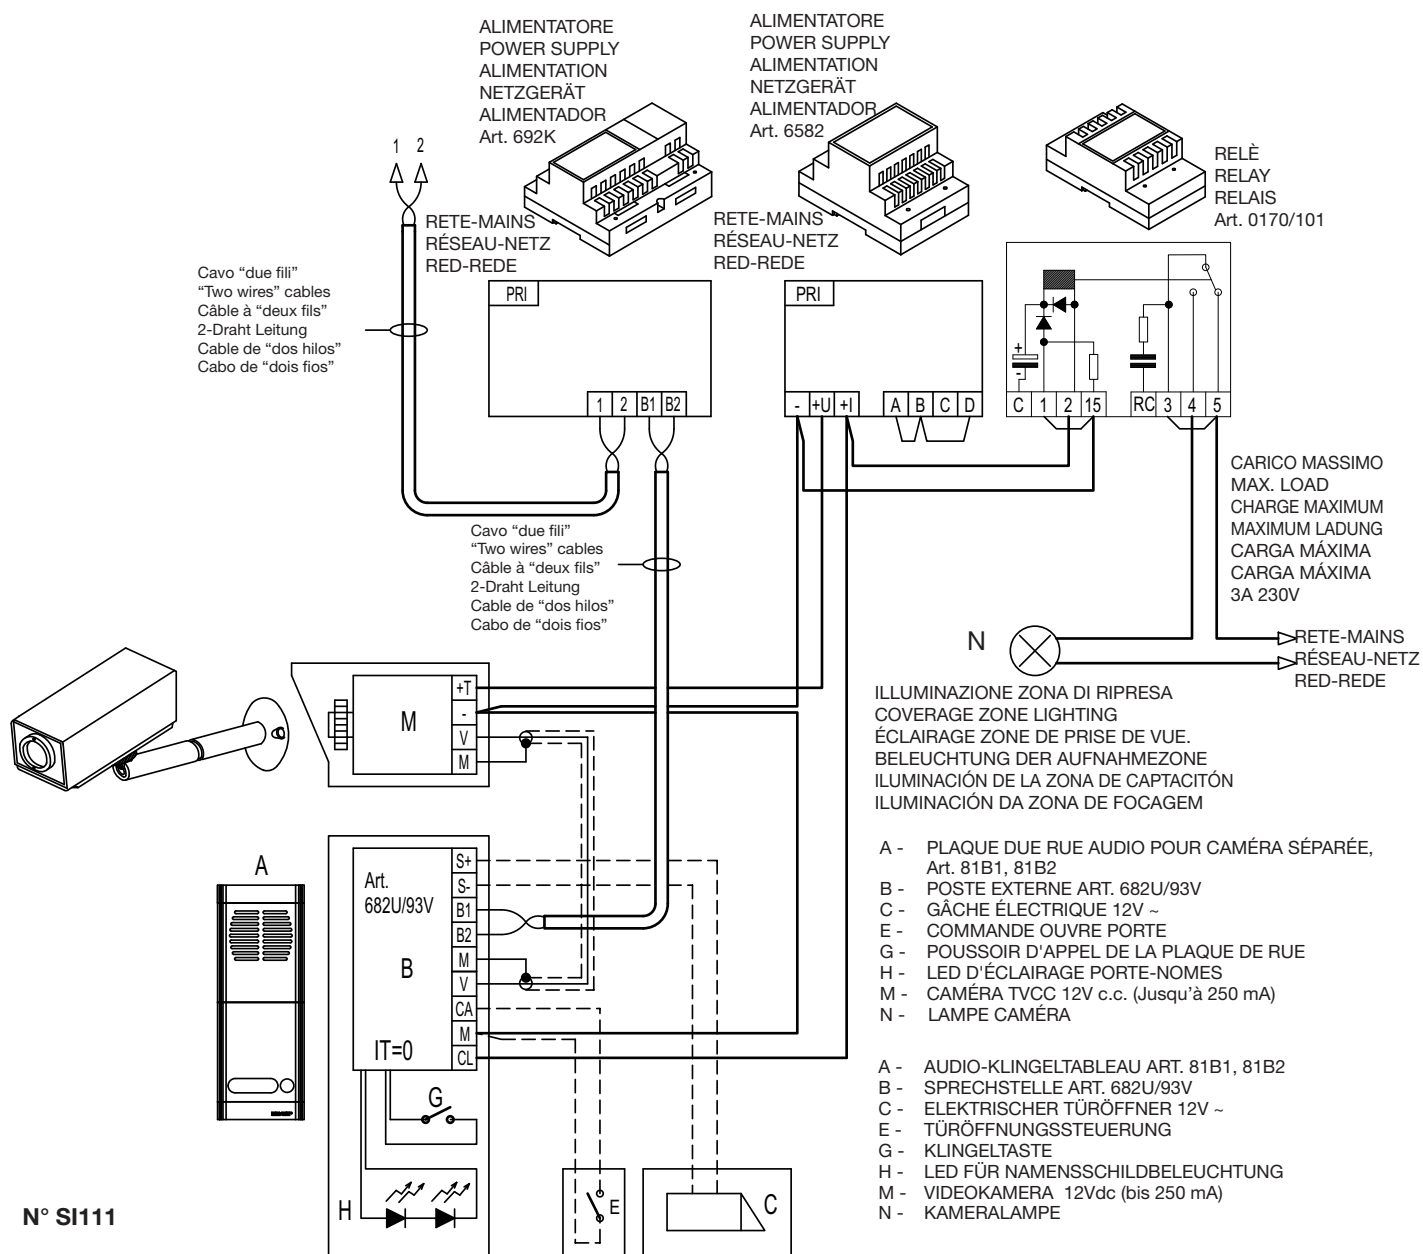 ALIMENTATORE
POWER SUPPLY
ALIMENTATION
NETZGERÄT
ALIMENTADOR
Art. 692K
ALIMENTATORE
POWER SUPPLY
ALIMENTATION
NETZGERÄT
ALIMENTADOR
Art. 6582
RELÈ
RELAY
RELAIS
Art. 0170/101
1 2
RETE-MAINS
RÉSEAU-NETZ
RED-REDE
RETE-MAINS
RÉSEAU-NETZ
RED-REDE
Cavo “due fili”
“Two wires” cables
Câble à “deux fils”
2-Draht Leitung
Cable de “dos hilos”
Cabo de “dois fios”
PRI
1 2 B1 B2
PRI
- +U +I A B C D
+
-
C 1 2 15 RC 3 4 5
CARICO MASSIMO
MAX. LOAD
CHARGE MAXIMUM
MAXIMUM LADUNG
CARGA MÁXIMA
CARGA MÁXIMA
3A 230V
Cavo “due fili”
“Two wires” cables
Câble à “deux fils”
2-Draht Leitung
Cable de “dos hilos”
Cabo de “dois fios”
N
RETE-MAINS
RÉSEAU-NETZ
RED-REDE
ILLUMINAZIONE ZONA DI RIPRESA
COVERAGE ZONE LIGHTING
ÉCLAIRAGE ZONE DE PRISE DE VUE.
BELEUCHTUNG DER AUFNAHMEZONE
ILUMINACIÓN DE LA ZONA DE CAPTACITÓN
ILUMINACIÓN DA ZONA DE FOCAGEM
M
+T
-
V
M
A
Art.
682U/93V
B
IT=0
S+
S-
B1
B2
M
V
CA
M
CL
G
H
E
C
A - PLAQUE DUE RUE AUDIO POUR CAMÉRA SÉPARÉE,
Art. 81B1, 81B2
B - POSTE EXTERNE ART. 682U/93V
C - GÂCHE ÉLECTRIQUE 12V ~
E - COMMANDE OUVRE PORTE
G - POUSSOIR D'APPEL DE LA PLAQUE DE RUE
H - LED D'ÉCLAIRAGE PORTE-NOMES
M - CAMÉRA TVCC 12V c.c. (Jusqu’à 250 mA)
N - LAMPE CAMÉRA
A - AUDIO-KLINGELTABLEAU ART. 81B1, 81B2
B - SPRECHSTELLE ART. 682U/93V
C - ELEKTRISCHER TÜRÖFFNER 12V ~
E - TÜRÖFFNUNGSSTEUERUNG
G - KLINGELTASTE
H - LED FÜR NAMENSSCHILDBELEUCHTUNG
M - VIDEOKAMERA 12Vdc (bis 250 mA)
N - KAMERALAMPE
N° SI111